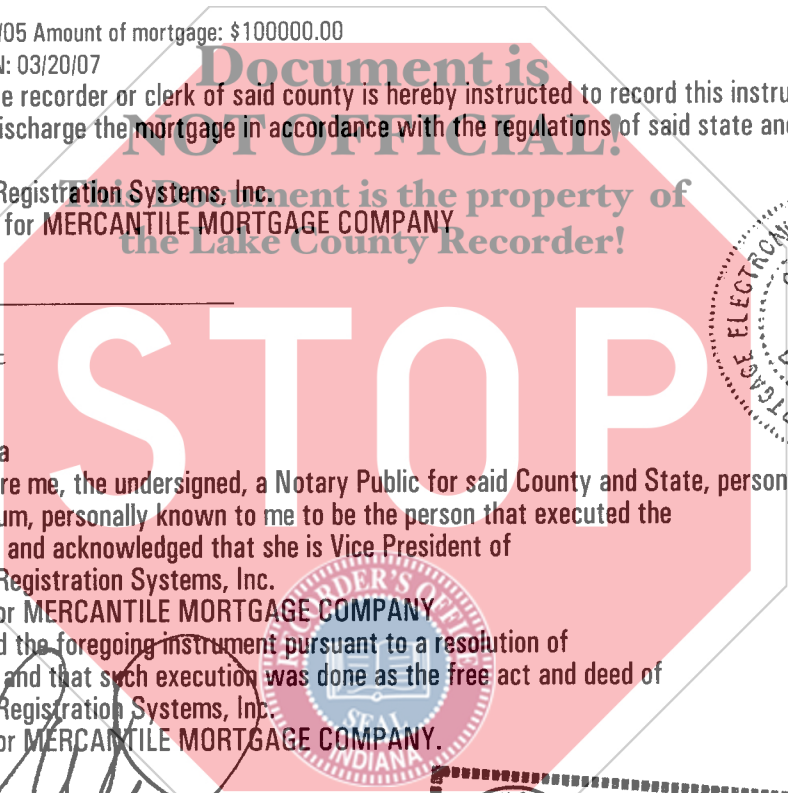 /05 Amount of mortgage: $100000.00
N: 03/20/07
Document is
e recorder or clerk of said county is hereby instructed to record this instru
ischarge the mortgage in accordance with the regulations of said state and
NOT OFFICIAL!
Registration Systems, Inc.
This Document is the property of
for MERCANTILE MORTGAGE COMPANY
the Lake County Recorder!
ELECTRON
RTGAGE
STOP
a
re me, the undersigned, a Notary Public for said County and State, person
um, personally known to me to be the person that executed the
and acknowledged that she is Vice President of
Registration Systems, Inc.
or MERCANTILE MORTGAGE COMPANY
d the foregoing instrument pursuant to a resolution of
and that such execution was done as the free act and deed of
Registration Systems, Inc.
or MERCANTILE MORTGAGE COMPANY.
RECORDER'S OFFICE
SEAL
INDIANA